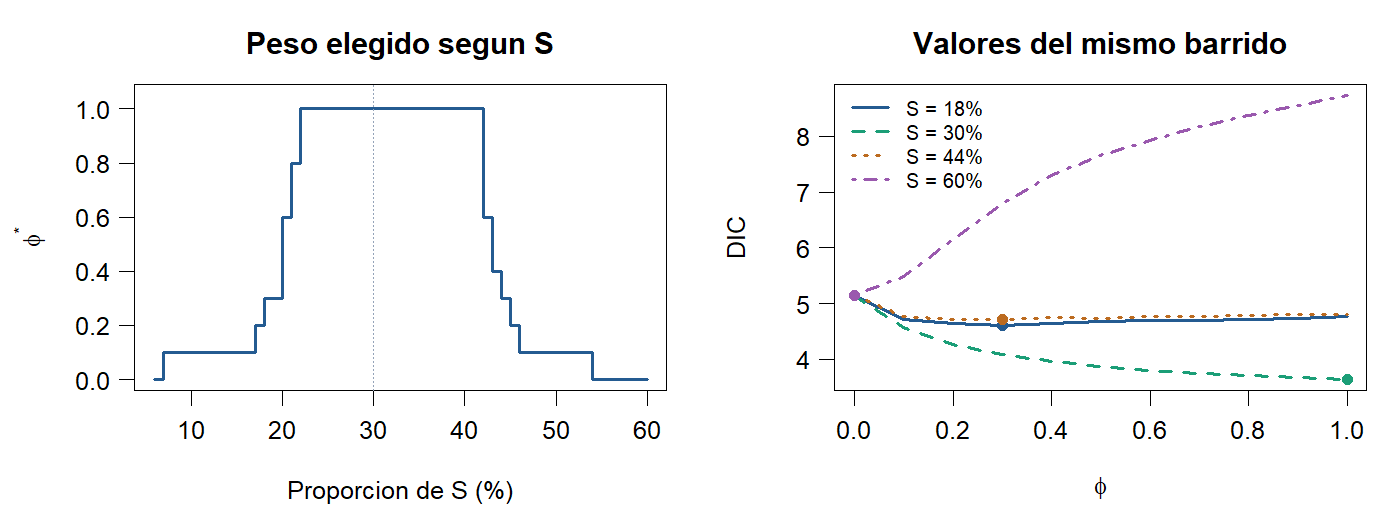 Peso elegido segun S
1.0
0.8
0.6
0.4
0.2
0.0
ϕ*
10 20 30 40 50 60
Proporcion de S (%)
Valores del mismo barrido
S = 18%
S = 30%
S = 44%
S = 60%
8
7
6
5
4
DIC
0.0 0.2 0.4 0.6 0.8 1.0
ϕ